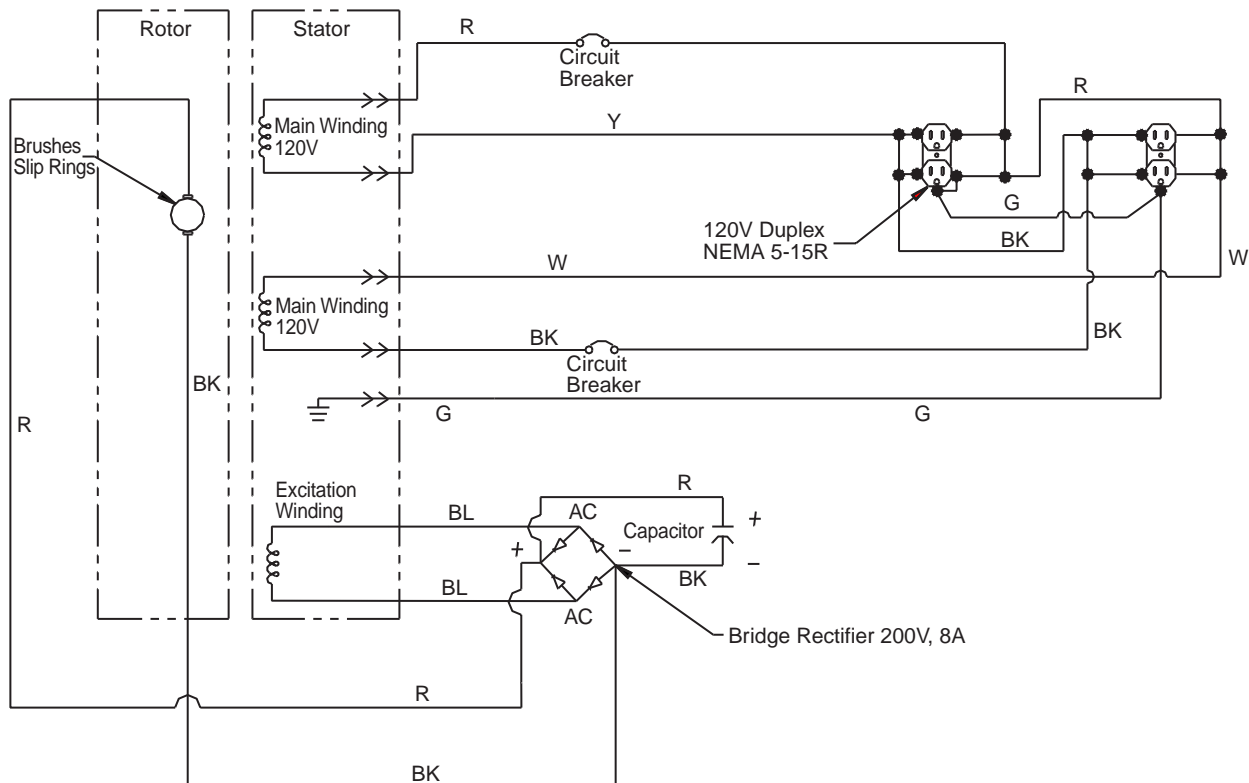 Rotor
Stator
R
Circuit
Breaker
R
Main Winding
120V
Y
Brushes
Slip Rings
G
120V Duplex
NEMA 5-15R
BK
W
W
Main Winding
120V
BK
BK
Circuit
Breaker
BK
G
G
R
Excitation
Winding
R
BL
AC
Capacitor
+
+
−
BK
−
BL
AC
Bridge Rectifier 200V, 8A
R
BK